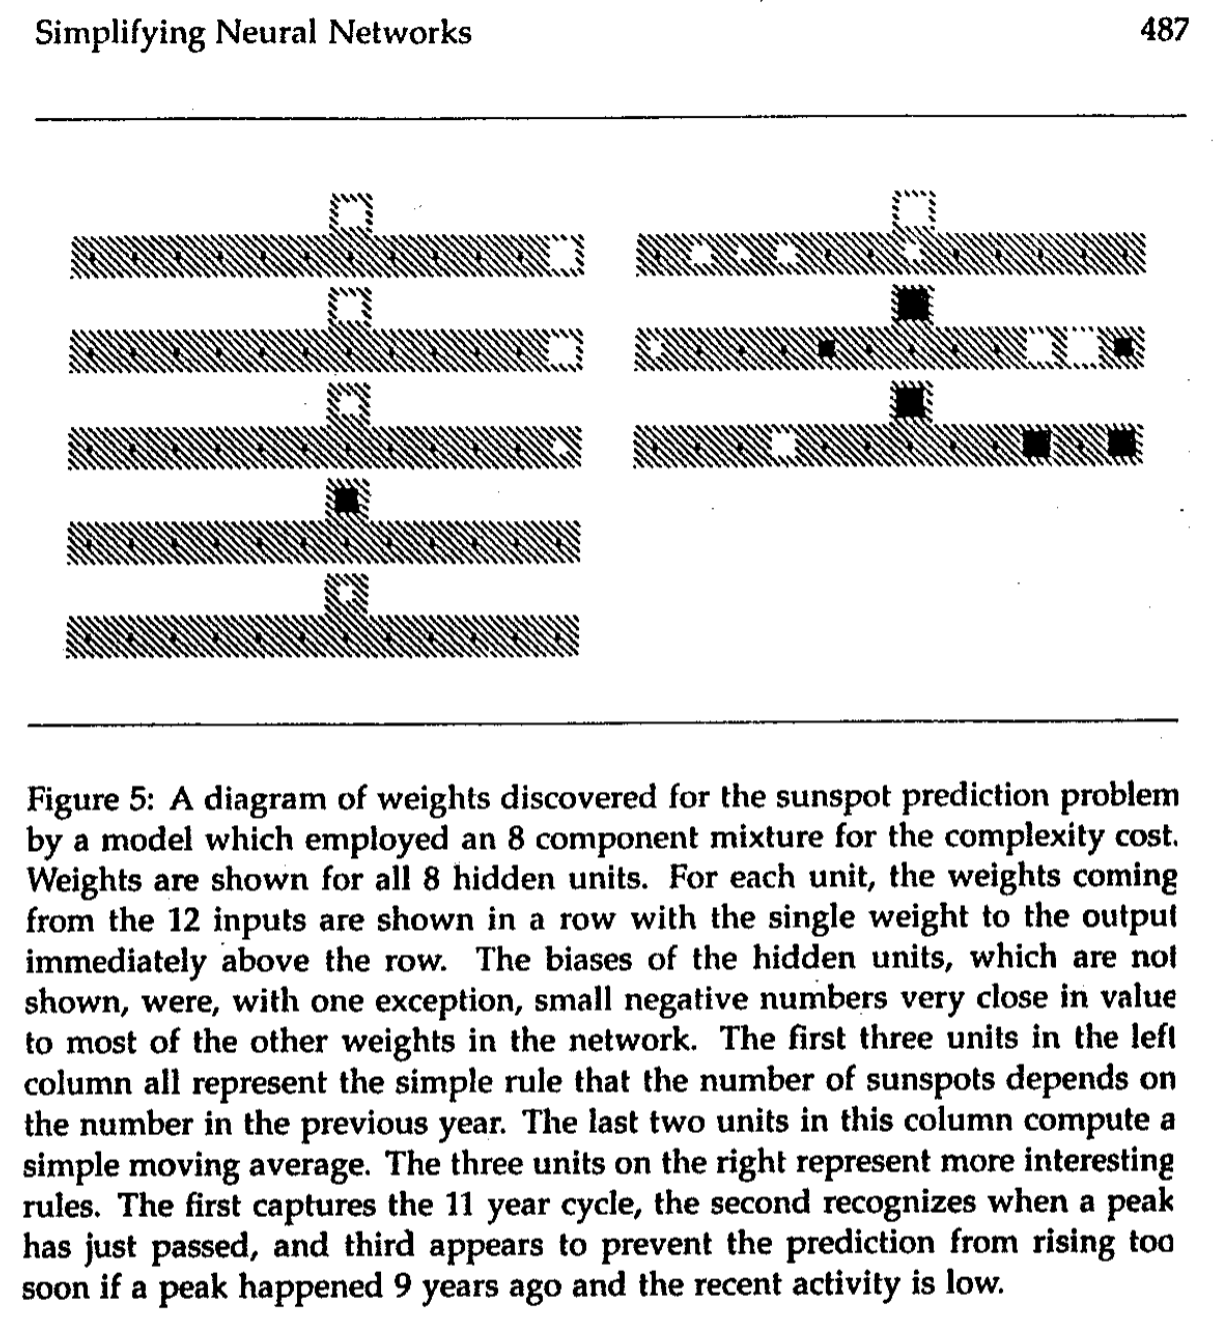 Simplifying Neural Networks 487
Figure 5: A diagram of weights discovered for the sunspot prediction problem
by a model which employed an 8 component mixture for the complexity cost.
Weights are shown for all 8 hidden units. For each unit, the weights coming
from the 12 inputs are shown in a row with the single weight to the output
immediately above the row. The biases of the hidden units, which are not
shown, were, with one exception, small negative numbers very close in value
to most of the other weights in the network. The first three units in the left
column all represent the simple rule that the number of sunspots depends on
the number in the previous year. The last two units in this column compute a
simple moving average. The three units on the right represent more interesting
rules. The first captures the 11 year cycle, the second recognizes when a peak
has just passed, and third appears to prevent the prediction from rising too
soon if a peak happened 9 years ago and the recent activity is low.